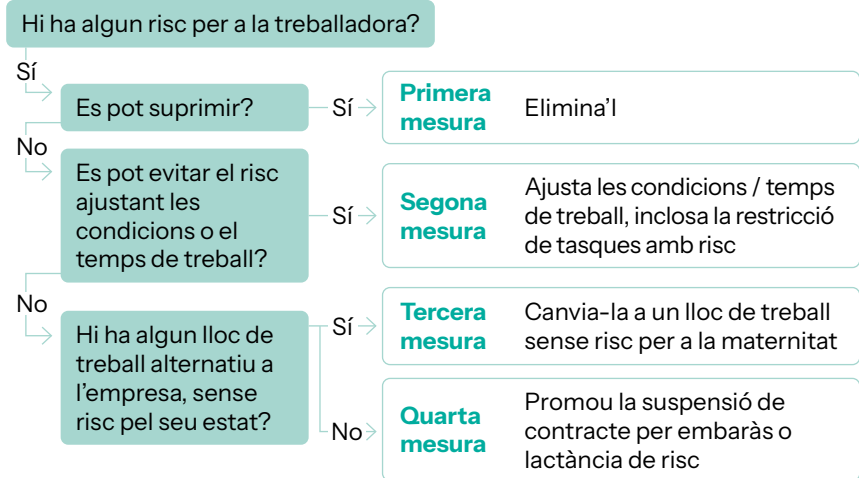 Hi ha algun risc per a la treballadora?
Sí
Es pot suprimir?
Sí
Primera
mesura
Elimina’l
No
Es pot evitar el risc
ajustant les
condicions o el
temps de treball?
Sí
Segona
mesura
Ajusta les condicions / temps
de treball, inclosa la restricció
de tasques amb risc
No
Hi ha algun lloc de
treball alternatiu a
l’empresa, sense
risc pel seu estat?
Sí
Tercera
mesura
Canvia-la a un lloc de treball
sense risc per a la maternitat
No
Quarta
mesura
Promou la suspensió de
contracte per embaràs o
lactància de risc